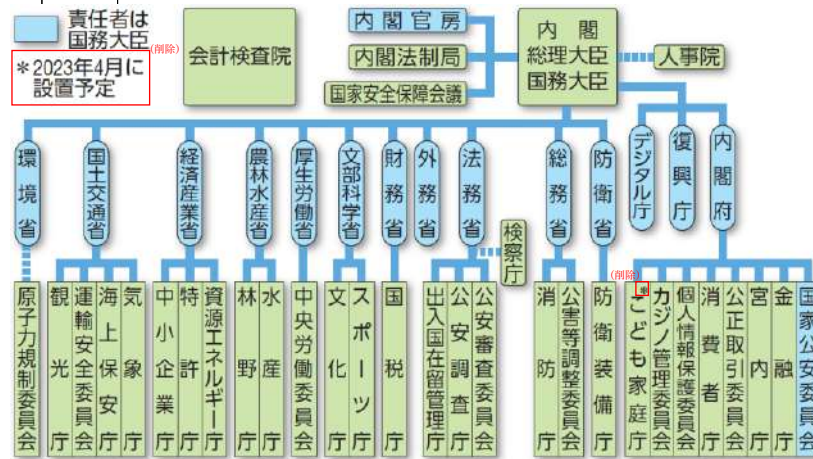 責任者は
国務大臣
(削除)
*2023年4月に
設置予定
会計検査院
内閣官房
内閣法制局
国家安全保障会議
内閣
総理大臣
国務大臣
人事院
環境省
国土交通省
経済産業省
農林水産省
厚生労働省
文部科学省
財務省
外務省
法務省
総務省
防衛省
デジタル庁
復興庁
内閣府
検察庁
(削除)
原子力規制委員会
観光庁
運輸安全委員会
海上保安庁
気象庁
中小企業庁
特許庁
資源エネルギー庁
林野庁
水産庁
中央労働委員会
文化庁
スポーツ庁
国税庁
出入国在留管理庁
公安調査庁
公安審査委員会
消防庁
公害等調整委員会
防衛装備庁
*こども家庭庁
カジノ管理委員会
個人情報保護委員会
消費者庁
公正取引委員会
宮内庁
金融庁
国家公安委員会